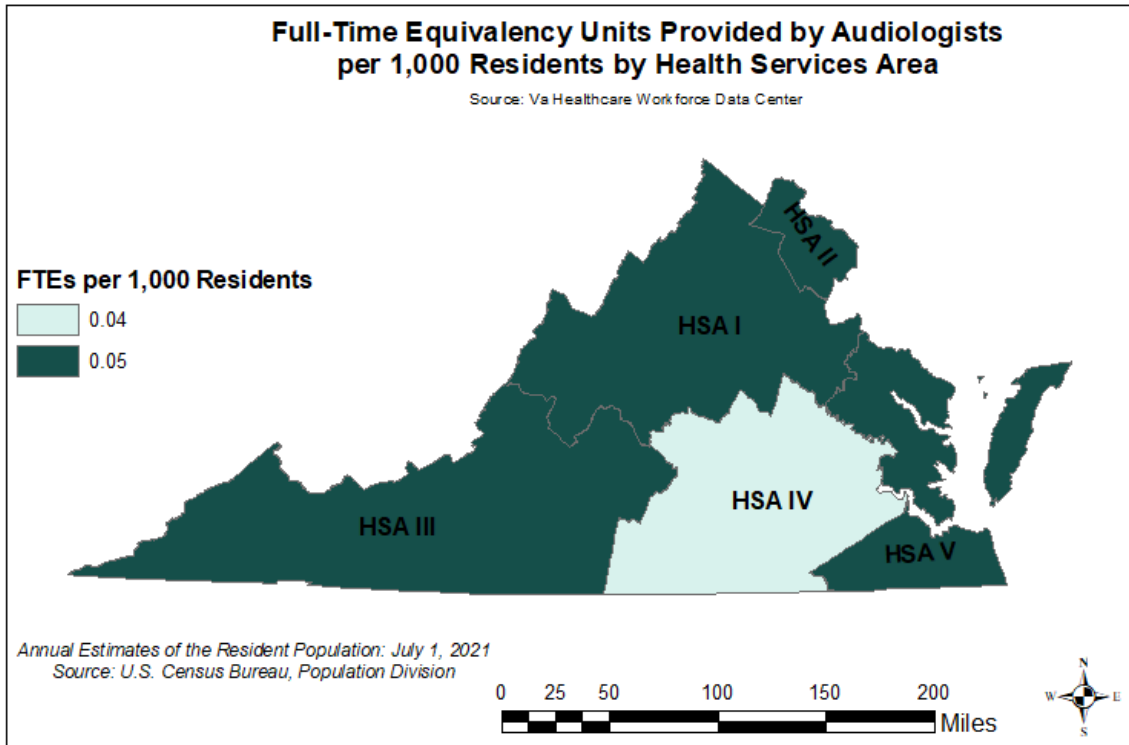 Full-Time Equivalency Units Provided by Audiologists
per 1,000 Residents by Health Services Area
Source: Va Healthcare Workforce Data Center
HSA II
FTEs per 1,000 Residents
0.04
0.05
HSA I
HSA IV
HSA III
HSA V
Annual Estimates of the Resident Population: July 1, 2021
Source: U.S. Census Bureau, Population Division
0 25 50 100 150 200
Miles
N
W E
S